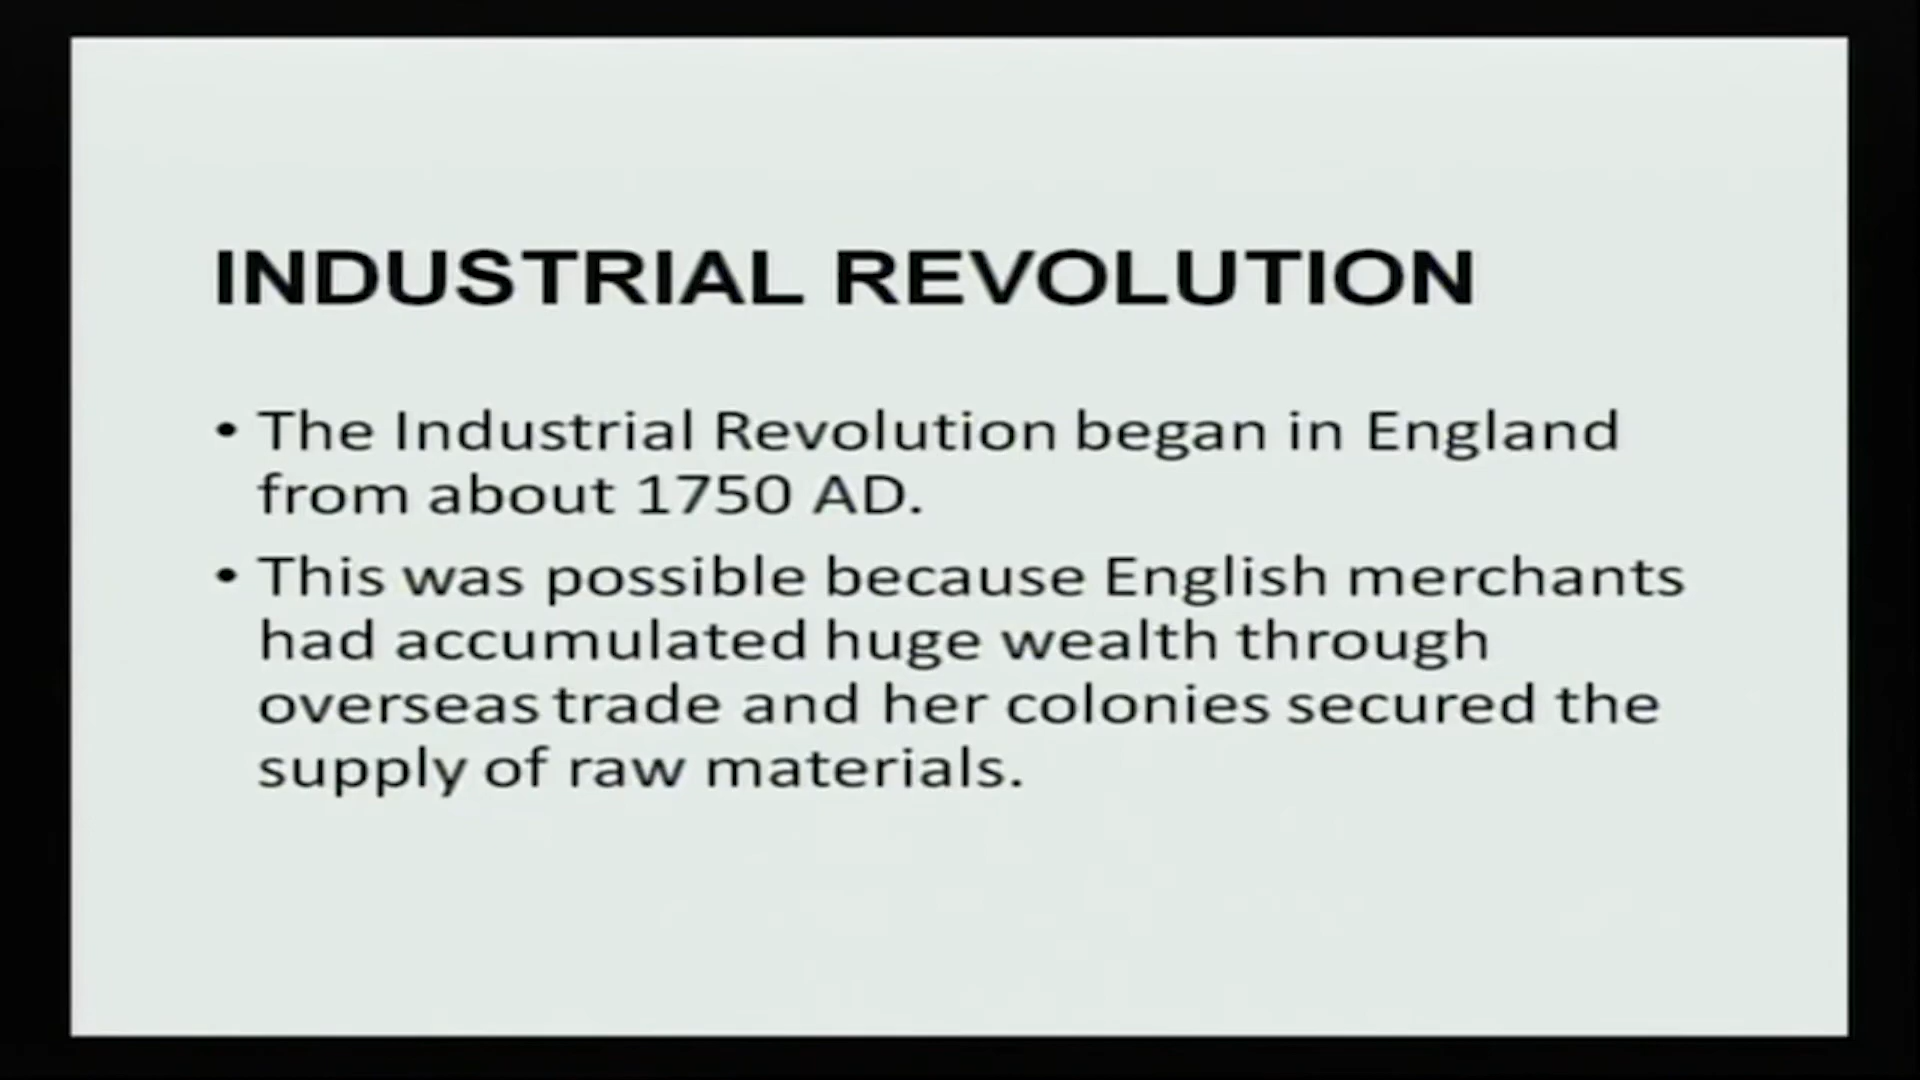 INDUSTRIAL REVOLUTION
• The Industrial Revolution began in England
from about 1750 AD.
• This was possible because English merchants
had accumulated huge wealth through
overseas trade and her colonies secured the
supply of raw materials.